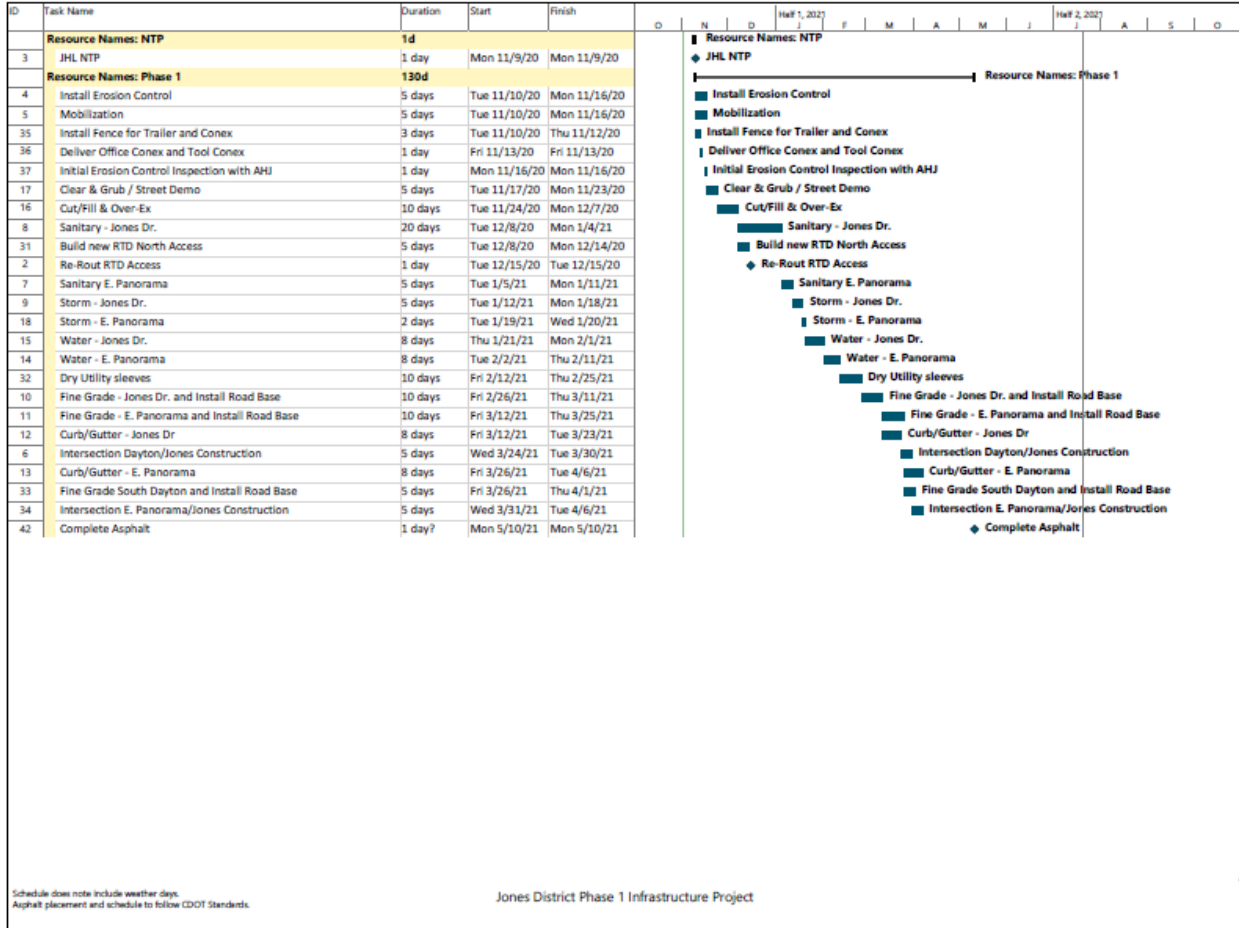 ID Task Name Duration Start Finish Half 1, 2021 Half 2, 2021
O N D J F M A M J J A S O
Resource Names: NTP 1d Resource Names: NTP
3 JHL NTP 1 day Mon 11/9/20 Mon 11/9/20 JHL NTP
Resource Names: Phase 1 130d Resource Names: Phase 1
4 Install Erosion Control 5 days Tue 11/10/20 Mon 11/16/20 Install Erosion Control
5 Mobilization 5 days Tue 11/10/20 Mon 11/16/20 Mobilization
35 Install Fence for Trailer and Conex 3 days Tue 11/10/20 Thu 11/12/20 Install Fence for Trailer and Conex
36 Deliver Office Conex and Tool Conex 1 day Fri 11/13/20 Fri 11/13/20 Deliver Office Conex and Tool Conex
37 Initial Erosion Control Inspection with AHJ 1 day Mon 11/16/20 Mon 11/16/20 Initial Erosion Control Inspection with AHJ
17 Clear & Grub / Street Demo 5 days Tue 11/17/20 Mon 11/23/20 Clear & Grub / Street Demo
16 Cut/Fill & Over-Ex 10 days Tue 11/24/20 Mon 12/7/20 Cut/Fill & Over-Ex
8 Sanitary - Jones Dr. 20 days Tue 12/8/20 Mon 1/4/21 Sanitary - Jones Dr.
31 Build new RTD North Access 5 days Tue 12/8/20 Mon 12/14/20 Build new RTD North Access
2 Re-Rout RTD Access 1 day Tue 12/15/20 Tue 12/15/20 Re-Rout RTD Access
7 Sanitary E. Panorama 5 days Tue 1/5/21 Mon 1/11/21 Sanitary E. Panorama
9 Storm - Jones Dr. 5 days Tue 1/12/21 Mon 1/18/21 Storm - Jones Dr.
18 Storm - E. Panorama 2 days Tue 1/19/21 Wed 1/20/21 Storm - E. Panorama
15 Water - Jones Dr. 8 days Thu 1/21/21 Mon 2/1/21 Water - Jones Dr.
14 Water - E. Panorama 8 days Tue 2/2/21 Thu 2/11/21 Water - E. Panorama
32 Dry Utility sleeves 10 days Fri 2/12/21 Thu 2/25/21 Dry Utility sleeves
10 Fine Grade - Jones Dr. and Install Road Base 10 days Fri 2/26/21 Thu 3/11/21 Fine Grade - Jones Dr. and Install Road Base
11 Fine Grade - E. Panorama and Install Road Base 10 days Fri 3/12/21 Thu 3/25/21 Fine Grade - E. Panorama and Install Road Base
12 Curb/Gutter - Jones Dr 8 days Fri 3/12/21 Tue 3/23/21 Curb/Gutter - Jones Dr
6 Intersection Dayton/Jones Construction 5 days Wed 3/24/21 Tue 3/30/21 Intersection Dayton/Jones Construction
13 Curb/Gutter - E. Panorama 8 days Fri 3/26/21 Tue 4/6/21 Curb/Gutter - E. Panorama
33 Fine Grade South Dayton and Install Road Base 5 days Fri 3/26/21 Thu 4/1/21 Fine Grade South Dayton and Install Road Base
34 Intersection E. Panorama/Jones Construction 5 days Wed 3/31/21 Tue 4/6/21 Intersection E. Panorama/Jones Construction
42 Complete Asphalt 1 day? Mon 5/10/21 Mon 5/10/21 Complete Asphalt
Schedule does note include weather days.
Asphalt placement and schedule to follow CDOT Standards.
Jones District Phase 1 Infrastructure Project